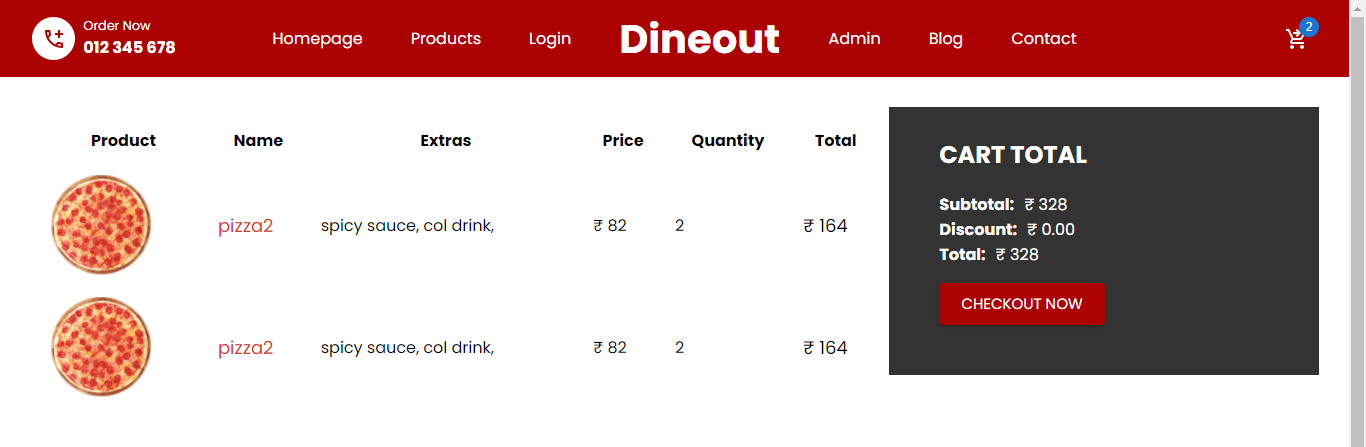 Order Now
012 345 678
Homepage Products Login Dineout Admin Blog Contact 2
Product Name Extras Price Quantity Total
pizza2 spicy sauce, col drink, ₹ 82 2 ₹ 164
pizza2 spicy sauce, col drink, ₹ 82 2 ₹ 164
CART TOTAL
Subtotal: ₹ 328
Discount: ₹ 0.00
Total: ₹ 328
CHECKOUT NOW